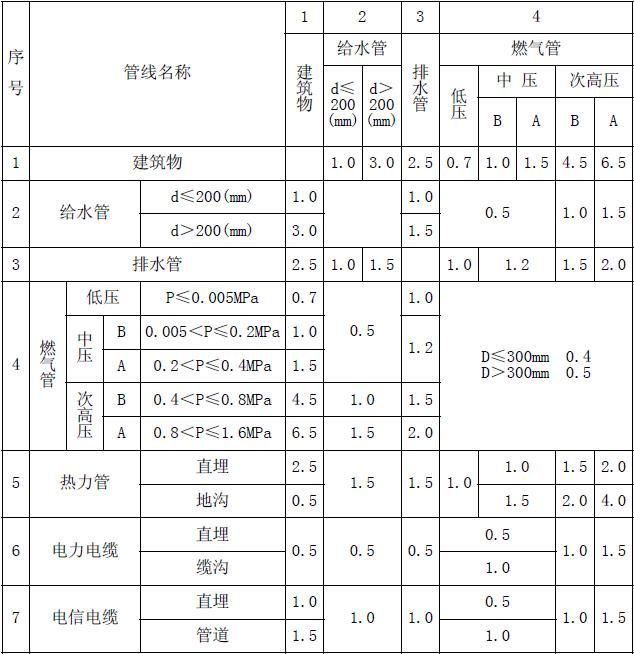 序号 管线名称 1 2 3 4
建筑物 给水管 排水管 燃气管
d≤200(mm) d>200(mm) 低压 中 压 次高压
B A B A
1 建筑物 1.0 3.0 2.5 0.7 1.0 1.5 4.5 6.5
2 给水管 d≤200(mm) 1.0 1.0 0.5 1.0 1.5
d>200(mm) 3.0 1.5
3 排水管 2.5 1.0 1.5 1.0 1.2 1.5 2.0
4 燃气管 低压 P≤0.005MPa 0.7 0.5 1.0 D≤300mm 0.4
D>300mm 0.5
中压 B 0.005<P≤0.2MPa 1.0 1.2
A 0.2<P≤0.4MPa 1.5
次高压 B 0.4<P≤0.8MPa 4.5 1.0 1.5
A 0.8<P≤1.6MPa 6.5 1.5 2.0
5 热力管 直埋 2.5 1.5 1.5 1.0 1.0 1.5 2.0
地沟 0.5 1.5 2.0 4.0
6 电力电缆 直埋 0.5 0.5 0.5 0.5 1.0 1.5
缆沟 1.0
7 电信电缆 直埋 1.0 1.0 1.0 0.5 1.0 1.5
管道 1.5 1.0